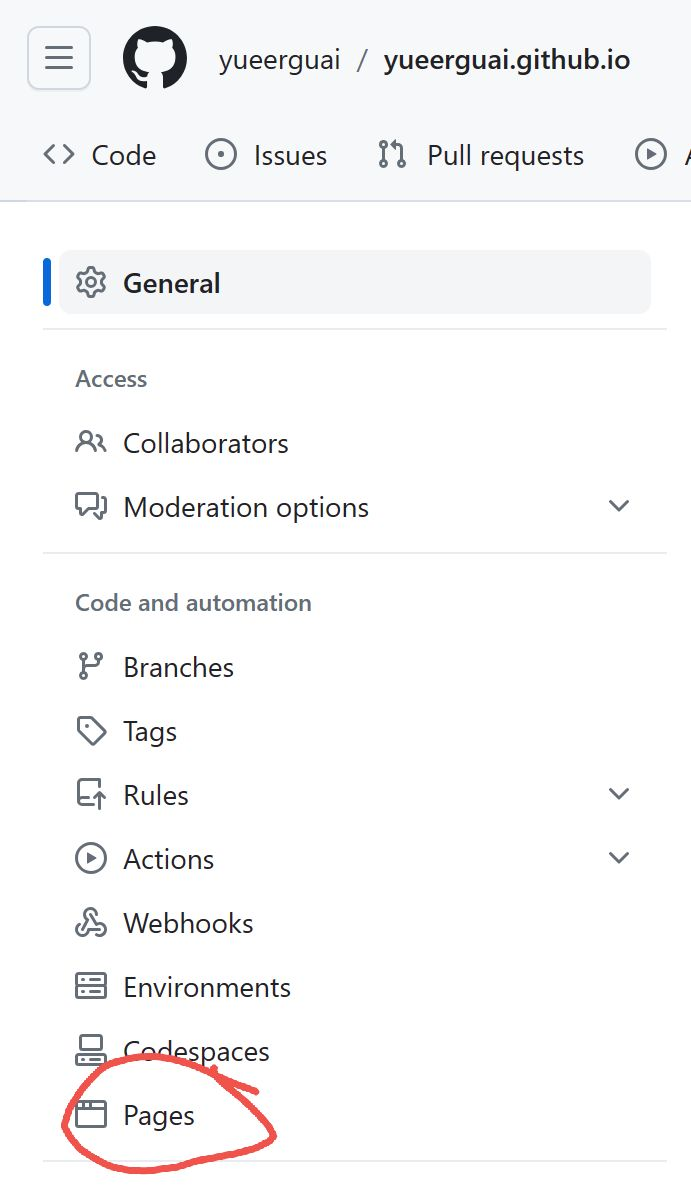 yueerguai / yueerguai.github.io
Code Issues Pull requests
General
Access
Collaborators
Moderation options
Code and automation
Branches
Tags
Rules
Actions
Webhooks
Environments
Codespaces
Pages